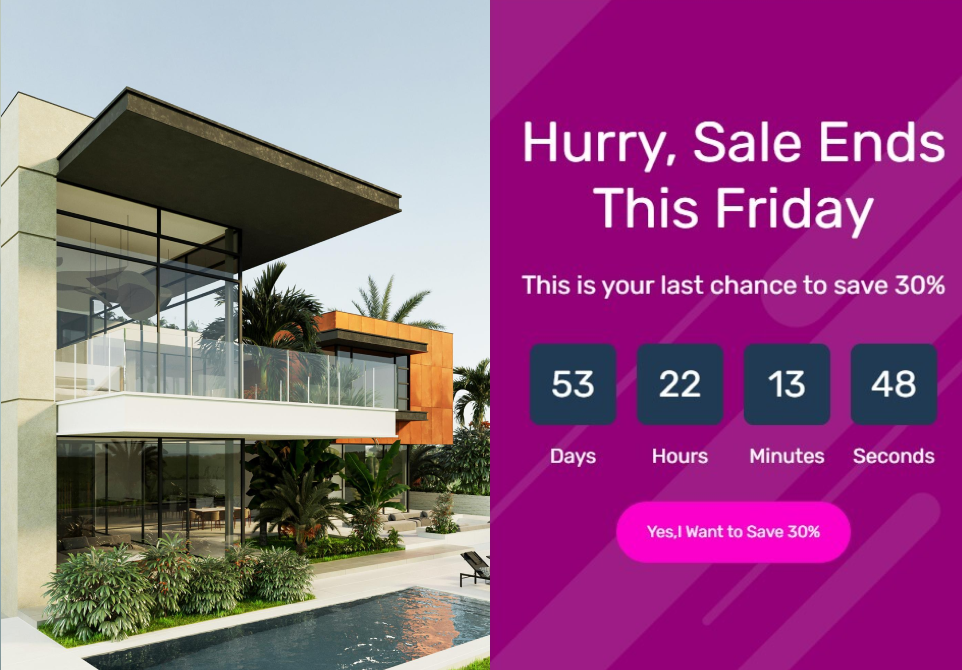 Hurry, Sale Ends
This Friday
This is your last chance to save 30%
53 22 13 48
Days Hours Minutes Seconds
Yes,I Want to Save 30%